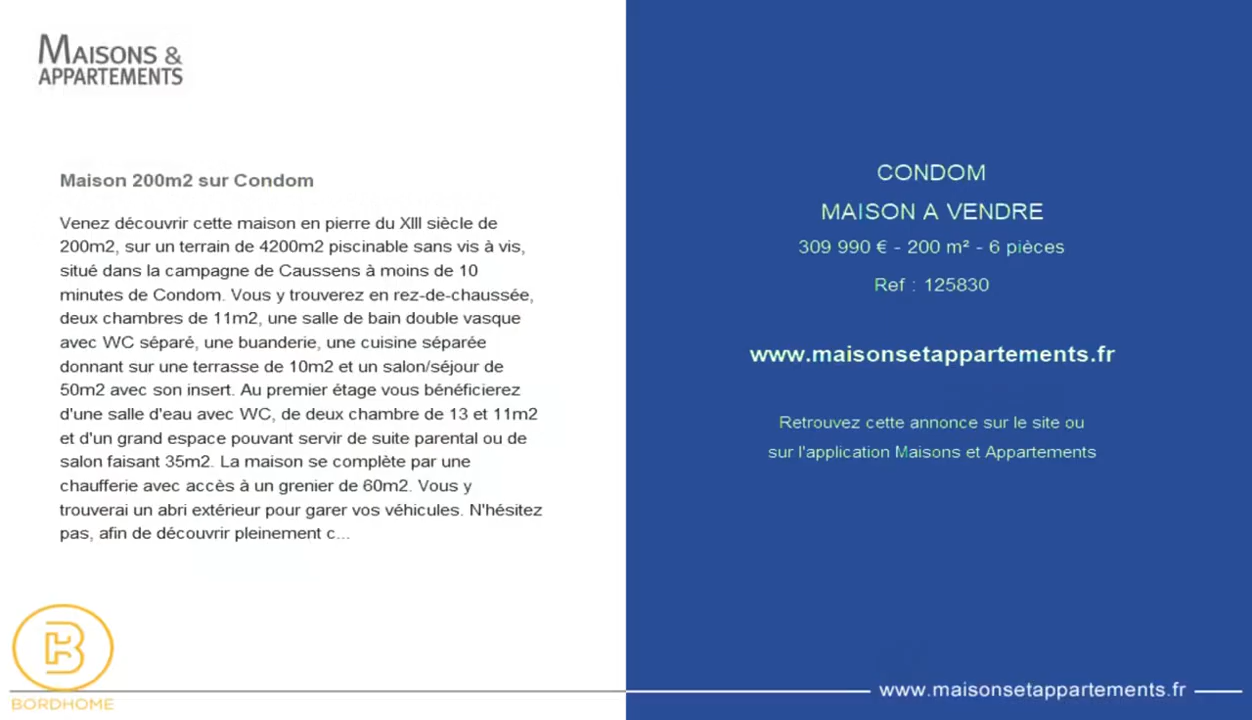 MAISONS &
APPARTEMENTS
Maison 200m2 sur Condom
Venez découvrir cette maison en pierre du XIII siècle de
200m2, sur un terrain de 4200m2 piscinable sans vis à vis,
situé dans la campagne de Caussens à moins de 10
minutes de Condom. Vous y trouverez en rez-de-chaussée,
deux chambres de 11m2, une salle de bain double vasque
avec WC séparé, une buanderie, une cuisine séparée
donnant sur une terrasse de 10m2 et un salon/séjour de
50m2 avec son insert. Au premier étage vous bénéficierez
d'une salle d'eau avec WC, de deux chambre de 13 et 11m2
et d'un grand espace pouvant servir de suite parental ou de
salon faisant 35m2. La maison se complète par une
chaufferie avec accès à un grenier de 60m2. Vous y
trouverai un abri extérieur pour garer vos véhicules. N'hésitez
pas, afin de découvrir pleinement c...
BORDHOME
CONDOM
MAISON A VENDRE
309 990 € - 200 m² - 6 pièces
Ref : 125830
www.maisonsetappartements.fr
Retrouvez cette annonce sur le site ou
sur l'application Maisons et Appartements
www.maisonsetappartements.fr